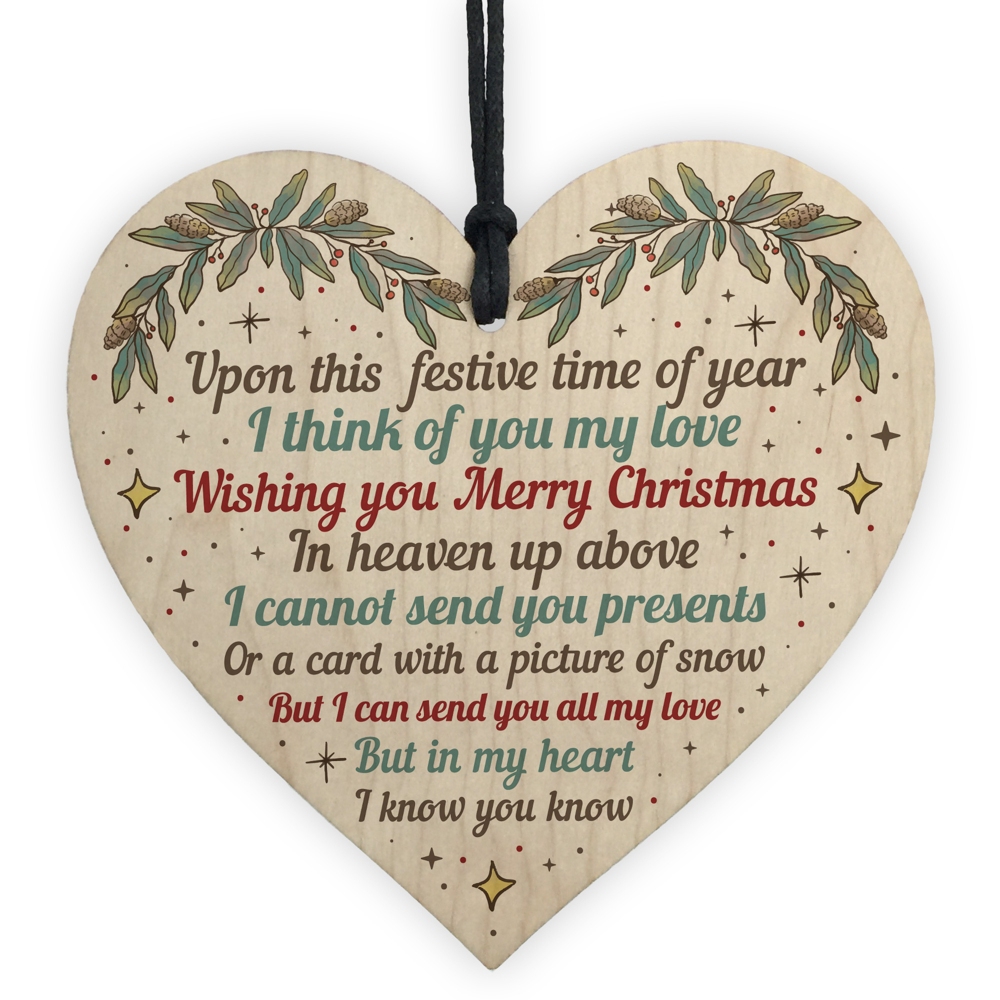 Upon this festive time of year
I think of you my love
Wishing you Merry Christmas
In heaven up above
I cannot send you presents
Or a card with a picture of snow
But I can send you all my love
But in my heart
I know you know